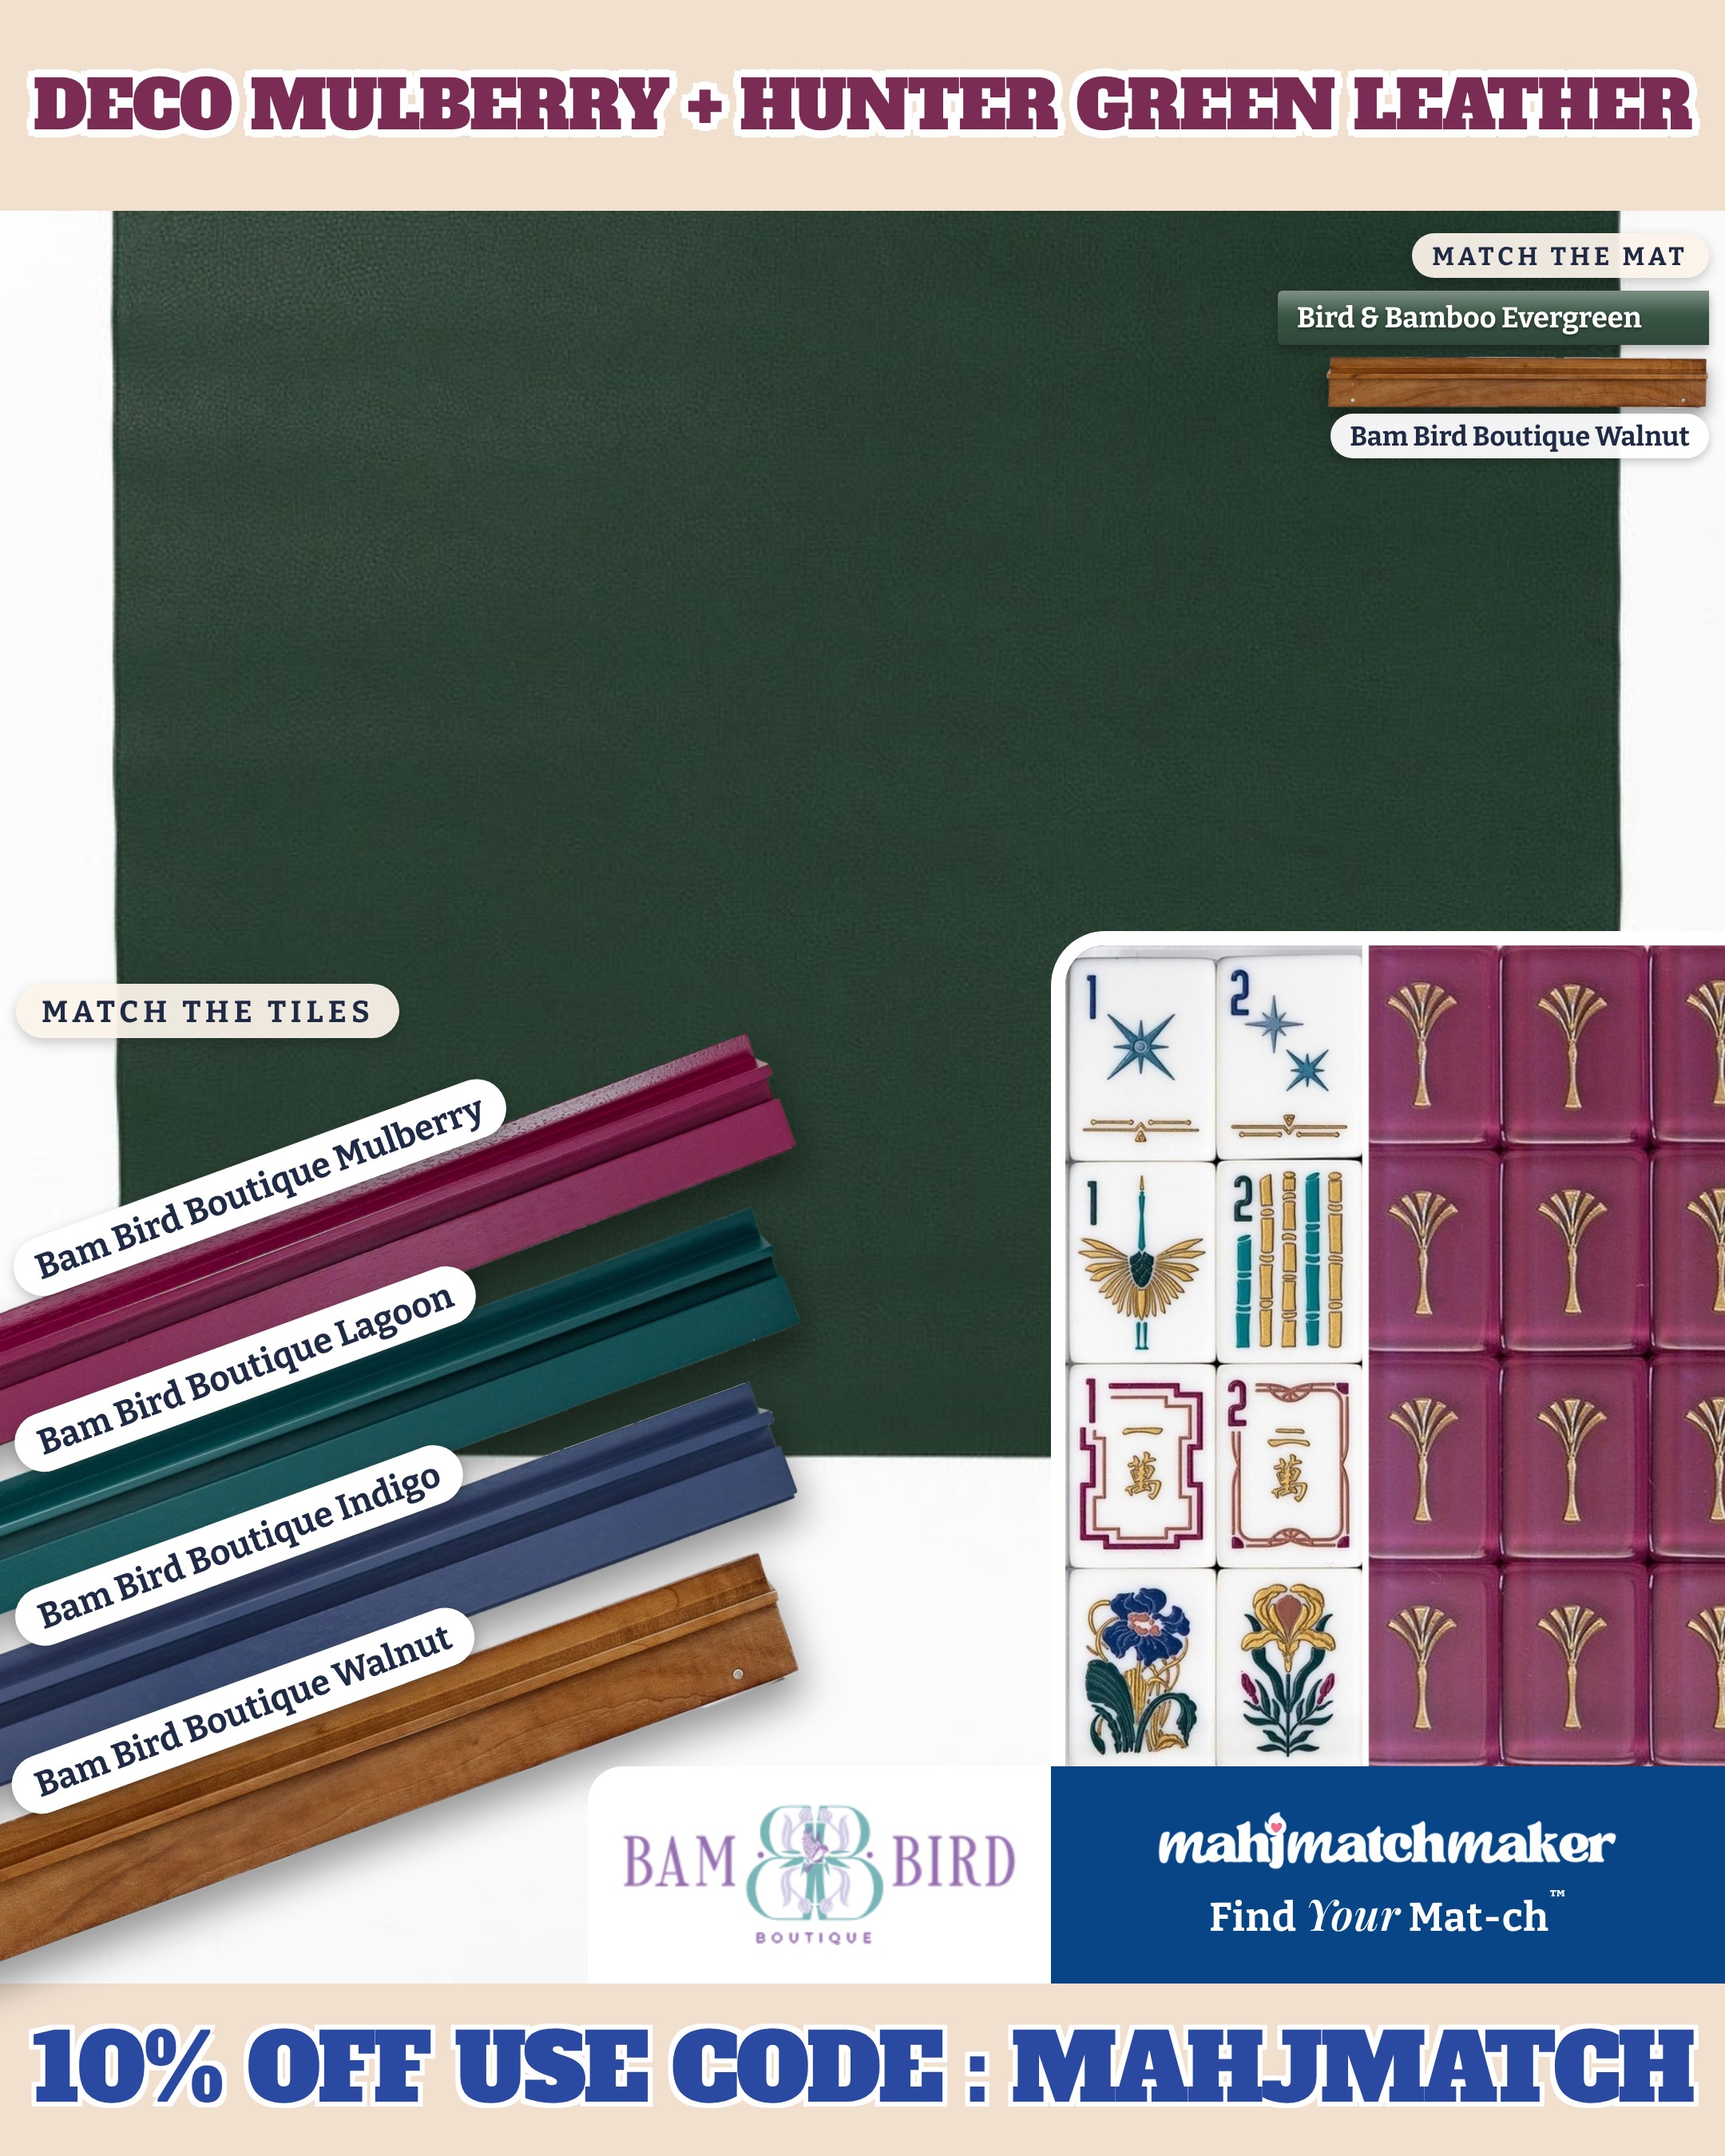 DECO MULBERRY + HUNTER GREEN LEATHER
MATCH THE MAT
Bird & Bamboo Evergreen
Bam Bird Boutique Walnut
MATCH THE TILES
Bam Bird Boutique Mulberry
Bam Bird Boutique Lagoon
Bam Bird Boutique Indigo
Bam Bird Boutique Walnut
1 2
1 2
1 2
一 二
萬 萬
BAM BIRD
BOUTIQUE
mahjmatchmaker
Find Your Mat-ch™
10% OFF USE CODE : MAHJMATCH